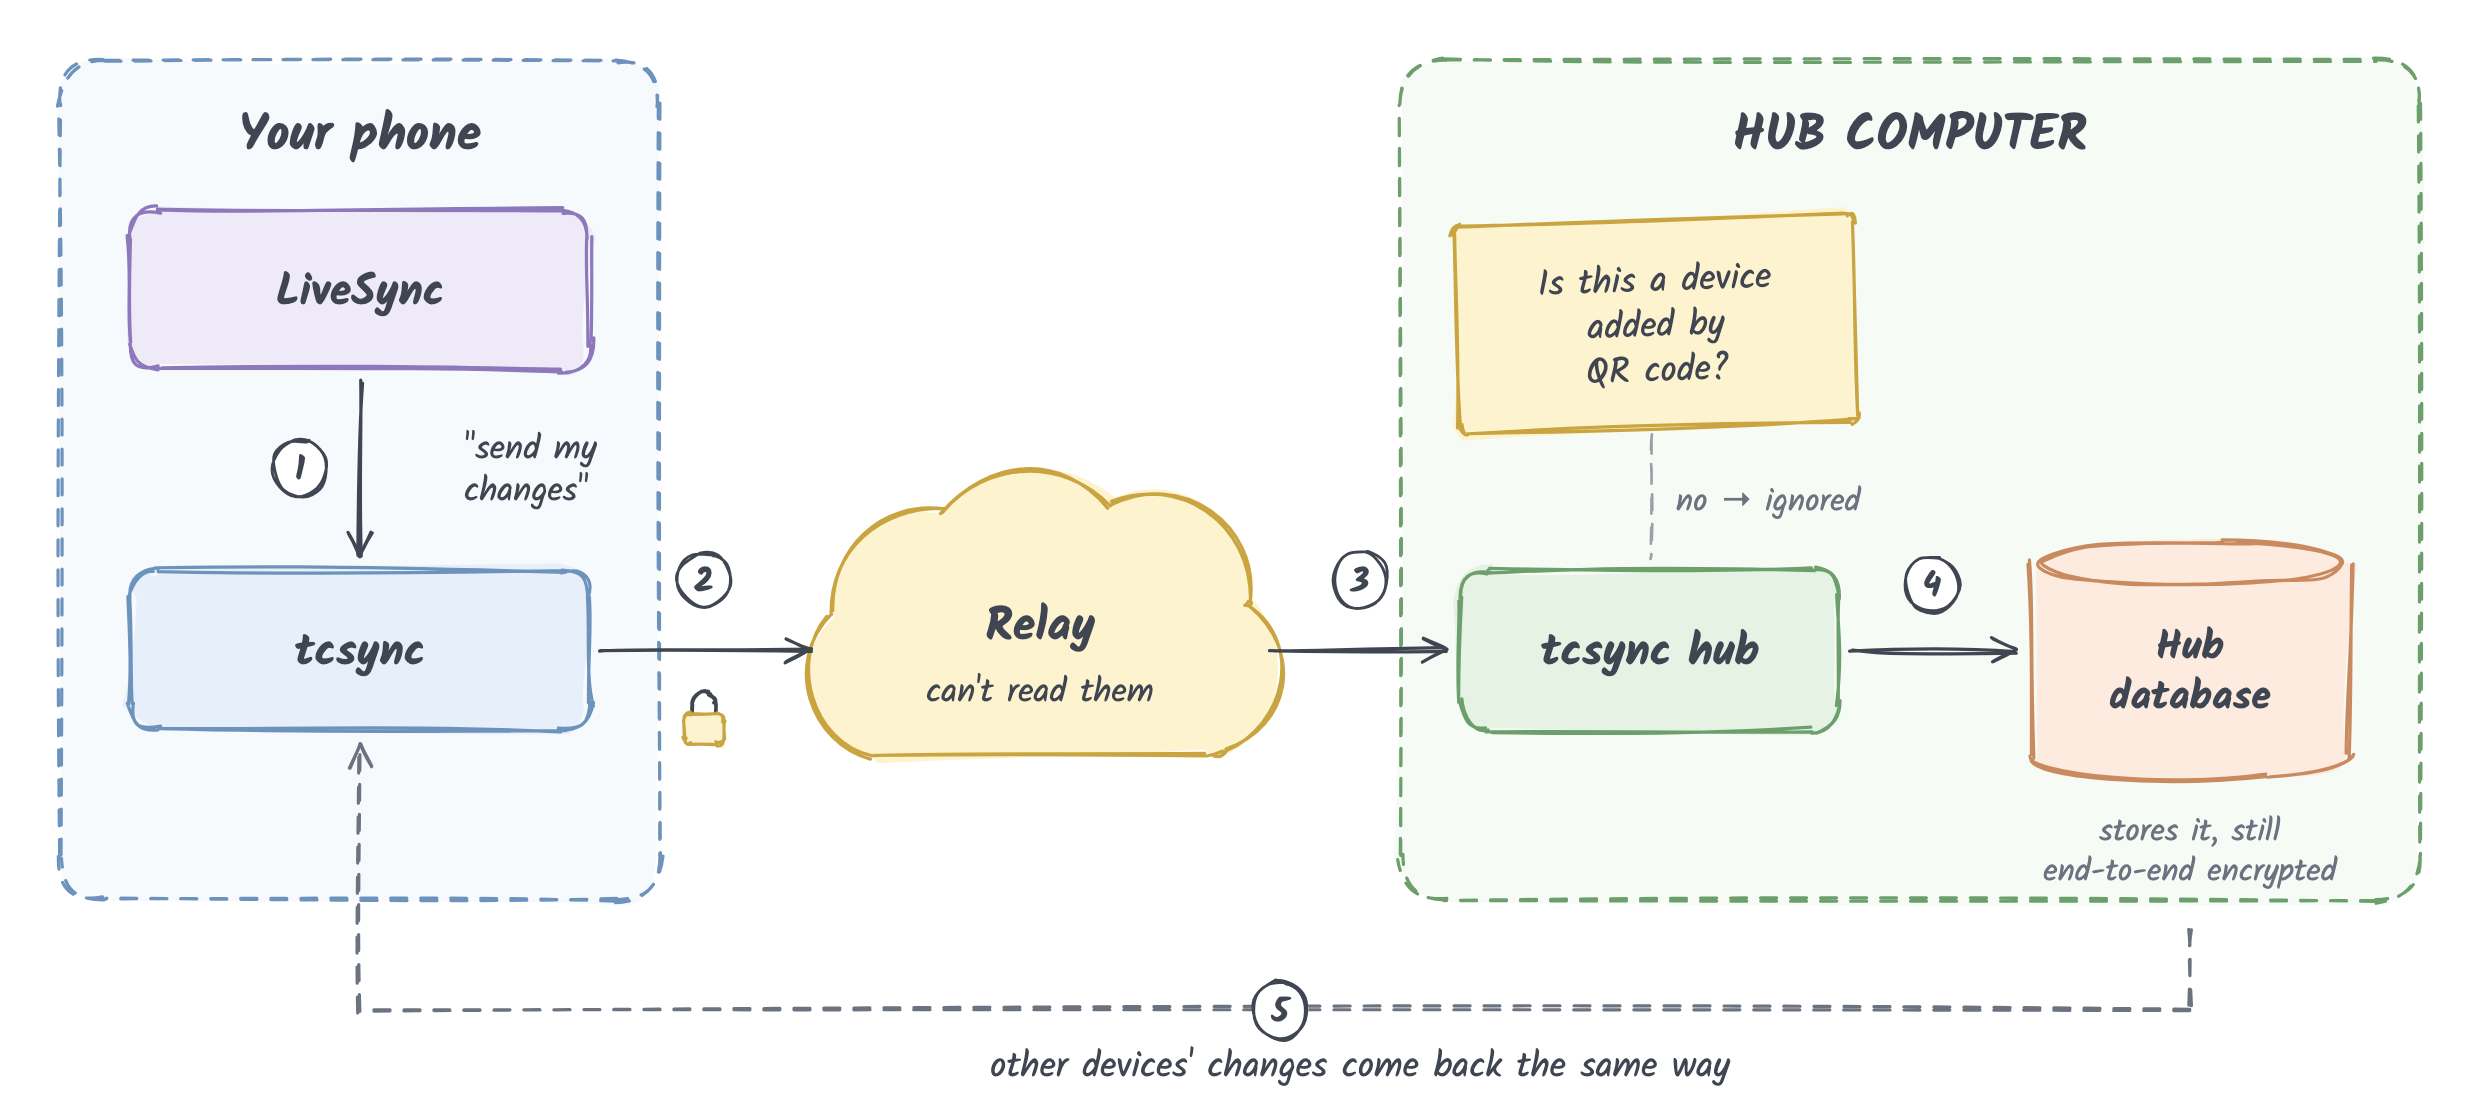 Your phone
LiveSync
1
"send my
changes"
tcsync
2
Relay
can't read them
3
HUB COMPUTER
Is this a device
added by
QR code?
no → ignored
tcsync hub
4
Hub
database
stores it, still
end-to-end encrypted
5
other devices' changes come back the same way